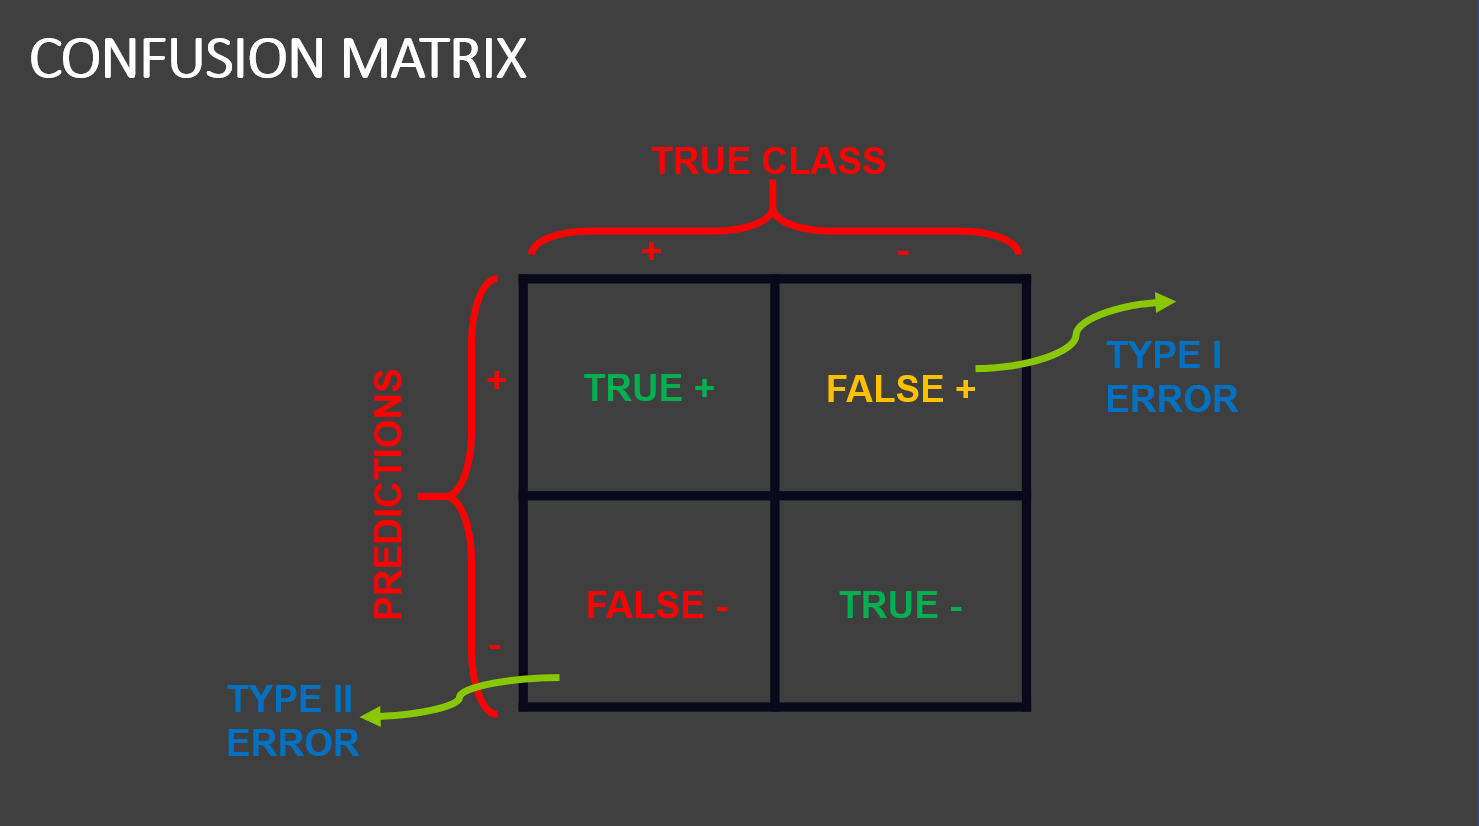 CONFUSION MATRIX
TRUE CLASS
+ -
PREDICTIONS
+
TRUE +
FALSE +
TYPE I
ERROR
-
FALSE -
TRUE -
TYPE II
ERROR